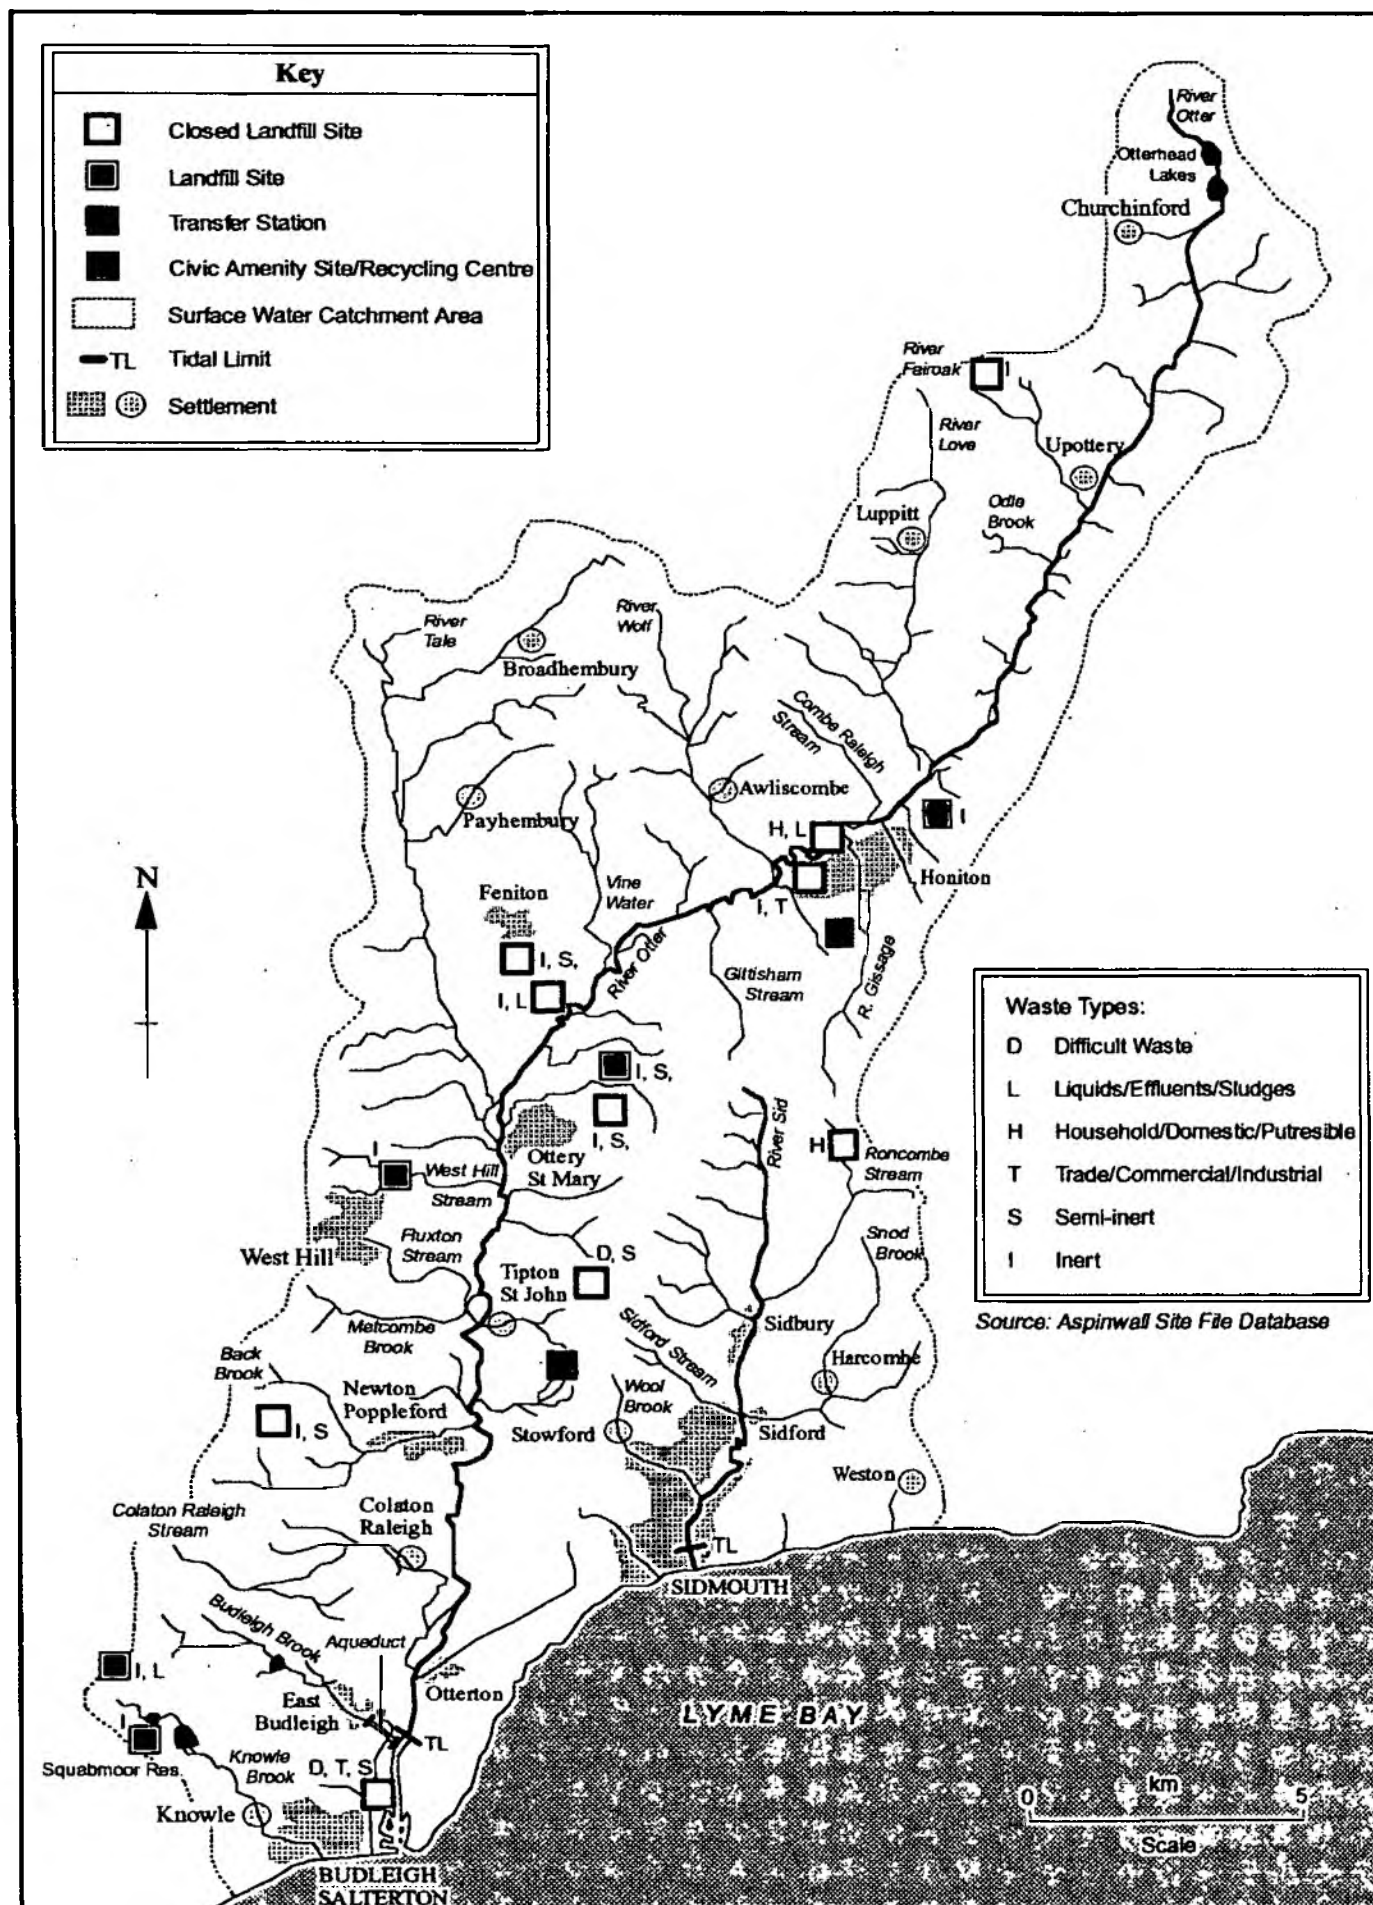 Key
Closed Landfill Site
Landfill Site
Transfer Station
Civic Amenity Site/Recycling Centre
Surface Water Catchment Area
TL Tidal Limit
Settlement
River
Otter
Otterhead
Lakes
Churchinford
River
Fairoak
I
River
Love
Upottery
Luppitt
Odle
Brook
River
Tale
River
Wolf
Broadhembury
Combe Raleigh
Stream
Awliscombe
Payhembury
I
H, L
Honiton
N
Feniton
Vine
Water
I, T
I, S,
River Otter
Gittisham
Stream
R. Gissage
I, L
Waste Types:
D Difficult Waste
L Liquids/Effluents/Sludges
H Household/Domestic/Putresible
T Trade/Commercial/Industrial
S Semi-inert
I Inert
Source: Aspinwall Site File Database
I, S,
I, S,
River Sid
H
Roncombe
Stream
Ottery
St Mary
I
West Hill
Stream
West Hill
Fluxton
Stream
Snod
Brook
D, S
Tipton
St John
Metcombe
Brook
Sidford Stream
Sidbury
Harcombe
Back
Brook
Newton
Poppleford
Wool
Brook
I, S
Stowford
Sidford
Weston
Colaton Raleigh
Stream
Colaton
Raleigh
TL
SIDMOUTH
Budleigh Brook
Aqueduct
I, L
Otterton
East
Budleigh
LYME BAY
TL
I
Squabmoor Res.
Knowle
Brook
D, T, S
Knowle
0 km 5
Scale
BUDLEIGH
SALTERTON